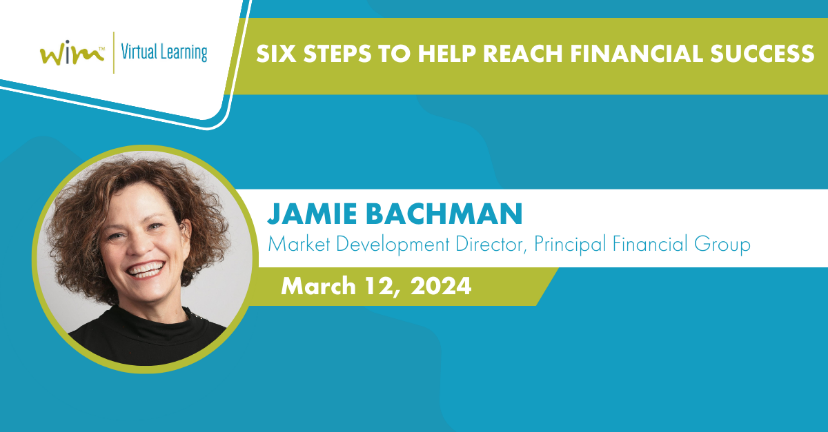 wim™ | Virtual Learning
SIX STEPS TO HELP REACH FINANCIAL SUCCESS
JAMIE BACHMAN
Market Development Director, Principal Financial Group
March 12, 2024